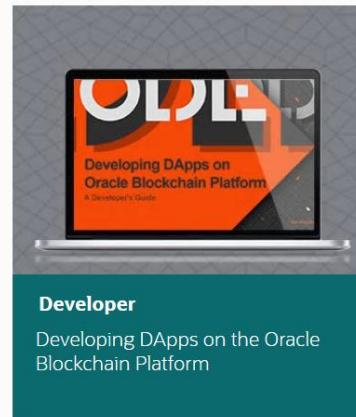 Developing DApps on
Oracle Blockchain Platform
A Developer's Guide
Developer
Developing DApps on the Oracle
Blockchain Platform